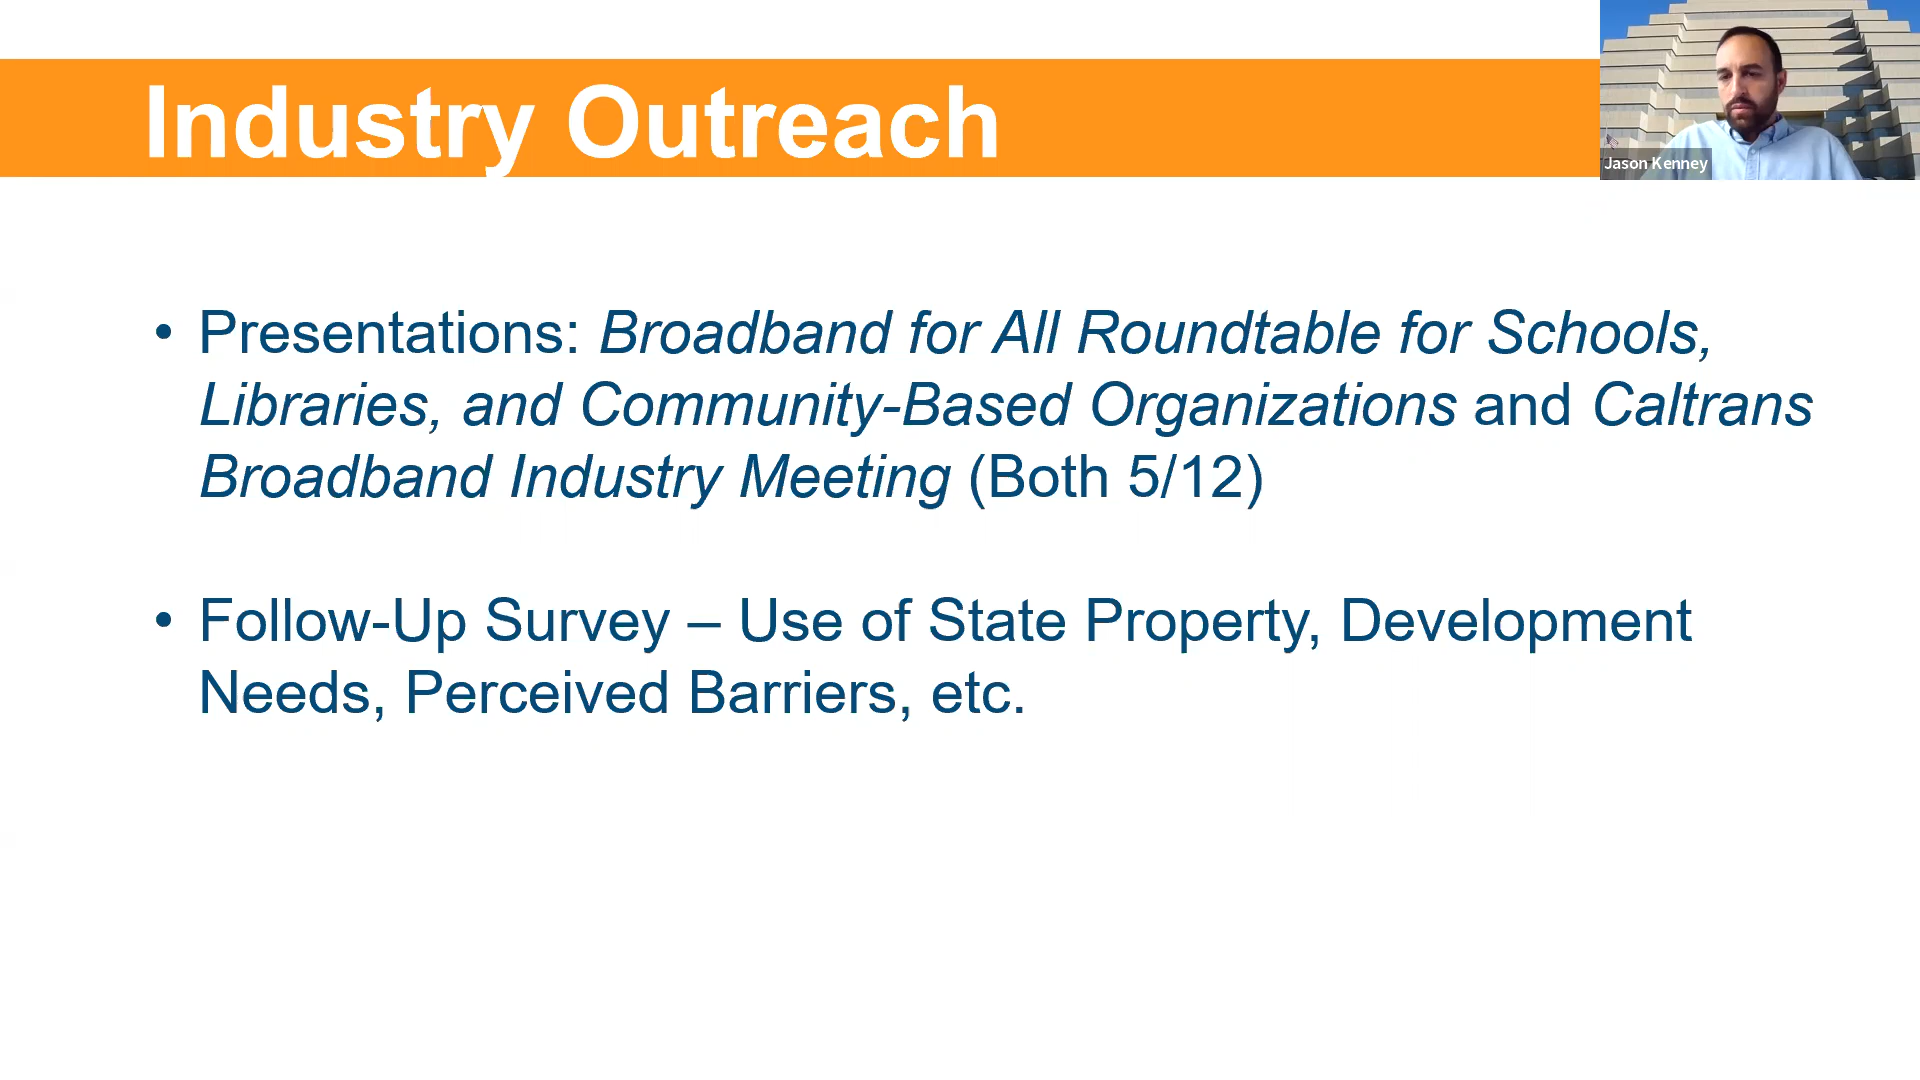 Industry Outreach
Jason Kenney
• Presentations: Broadband for All Roundtable for Schools,
Libraries, and Community-Based Organizations and Caltrans
Broadband Industry Meeting (Both 5/12)
• Follow-Up Survey – Use of State Property, Development
Needs, Perceived Barriers, etc.